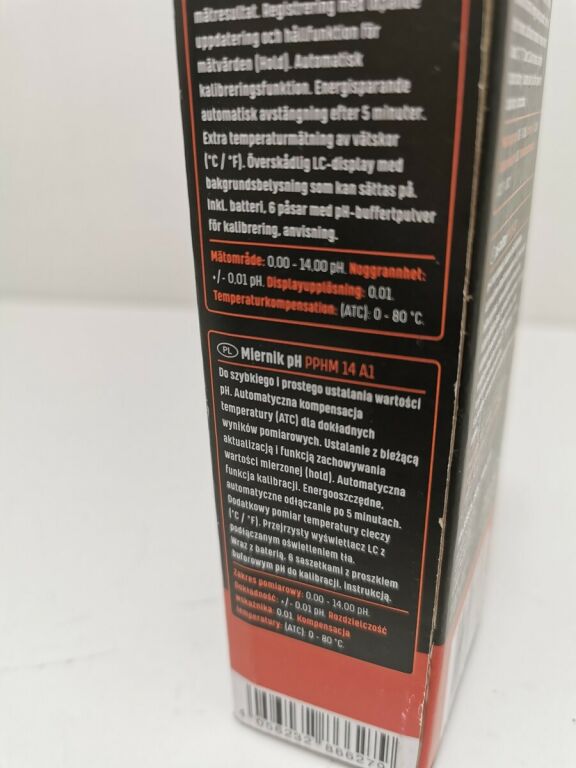 mätresultat. Registrering med löpande
uppdatering och hållfunktion för
mätvärden (Hold). Automatisk
kalibreringsfunktion. Energisparande
automatisk avstängning efter 5 minuter.
Extra temperaturmätning av vätskor
(°C / °F). Överskådlig LC-display med
bakgrundsbelysning som kan sättas på.
Inkl. batteri, 6 påsar med pH-buffertpulver
för kalibrering, anvisning.
Mätområde: 0,00 - 14,00 pH. Noggrannhet:
+/- 0,01 pH. Displayupplösning: 0,01.
Temperaturkompensation: (ATC): 0 - 80 °C.
PL Miernik pH PPHM 14 A1
Do szybkiego i prostego ustalania wartości
pH. Automatyczna kompensacja
temperatury (ATC) dla dokładnych
wyników pomiarowych. Ustalanie z bieżącą
aktualizacją i funkcją zachowywania
wartości mierzonej (hold). Automatyczna
funkcja kalibracji. Energooszczędne,
automatyczne odłączanie po 5 minutach.
Dodatkowy pomiar temperatury cieczy
(°C / °F). Przejrzysty wyświetlacz LC z
podłączanym oświetleniem tła.
Wraz z baterią, 6 saszetkami z proszkiem
buforowym pH do kalibracji, instrukcją.
Zakres pomiarowy: 0,00 - 14,00 pH.
Dokładność: +/- 0,01 pH. Rozdzielczość
wskaźnika: 0,01. Kompensacja
temperatury: (ATC): 0 - 80 °C.
4 056232 886270